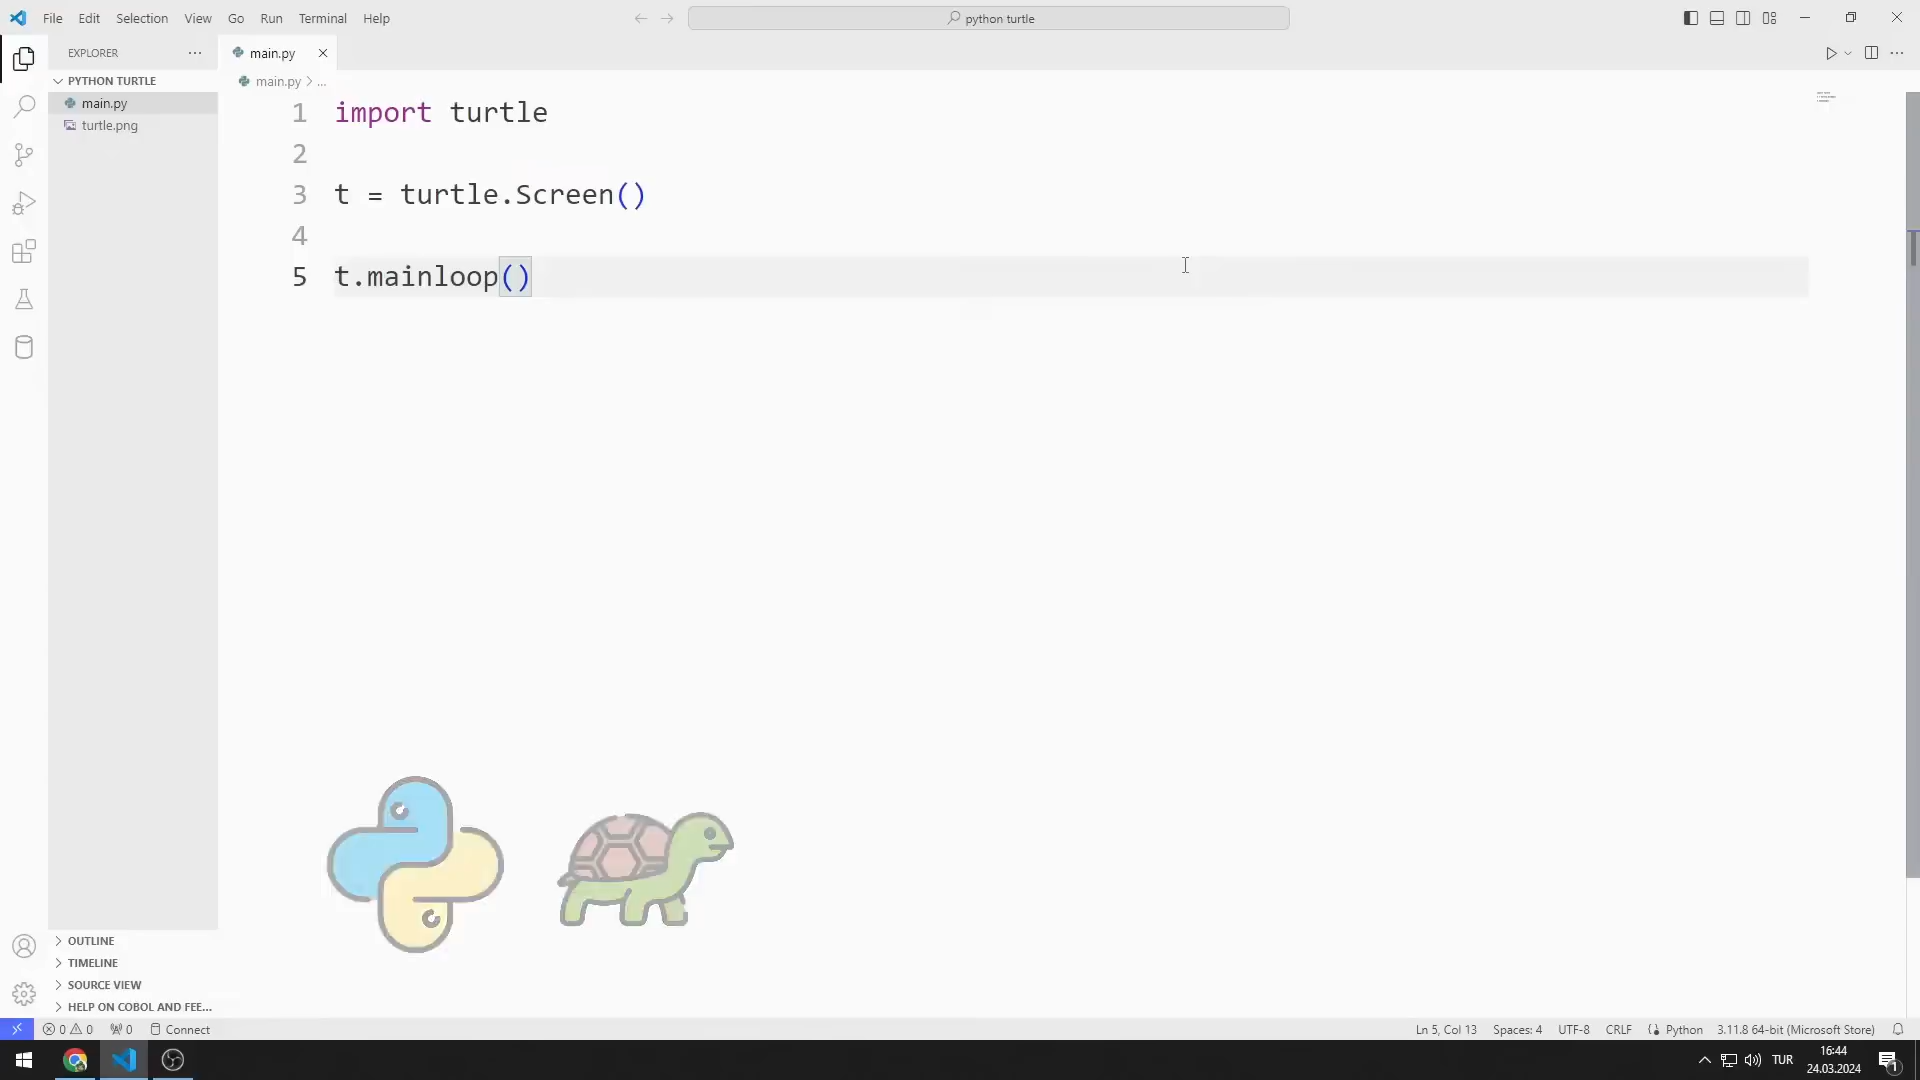 File Edit Selection View Go Run Terminal Help
python turtle
EXPLORER
main.py
PYTHON TURTLE
main.py
turtle.png
main.py > ...
1 import turtle
2
3 t = turtle.Screen()
4
5 t.mainloop()
OUTLINE
TIMELINE
SOURCE VIEW
HELP ON COBOL AND FEE...
0 0 0 Connect
Ln 5, Col 13 Spaces: 4 UTF-8 CRLF Python 3.11.8 64-bit (Microsoft Store)
TUR
16:44
24.03.2024
1